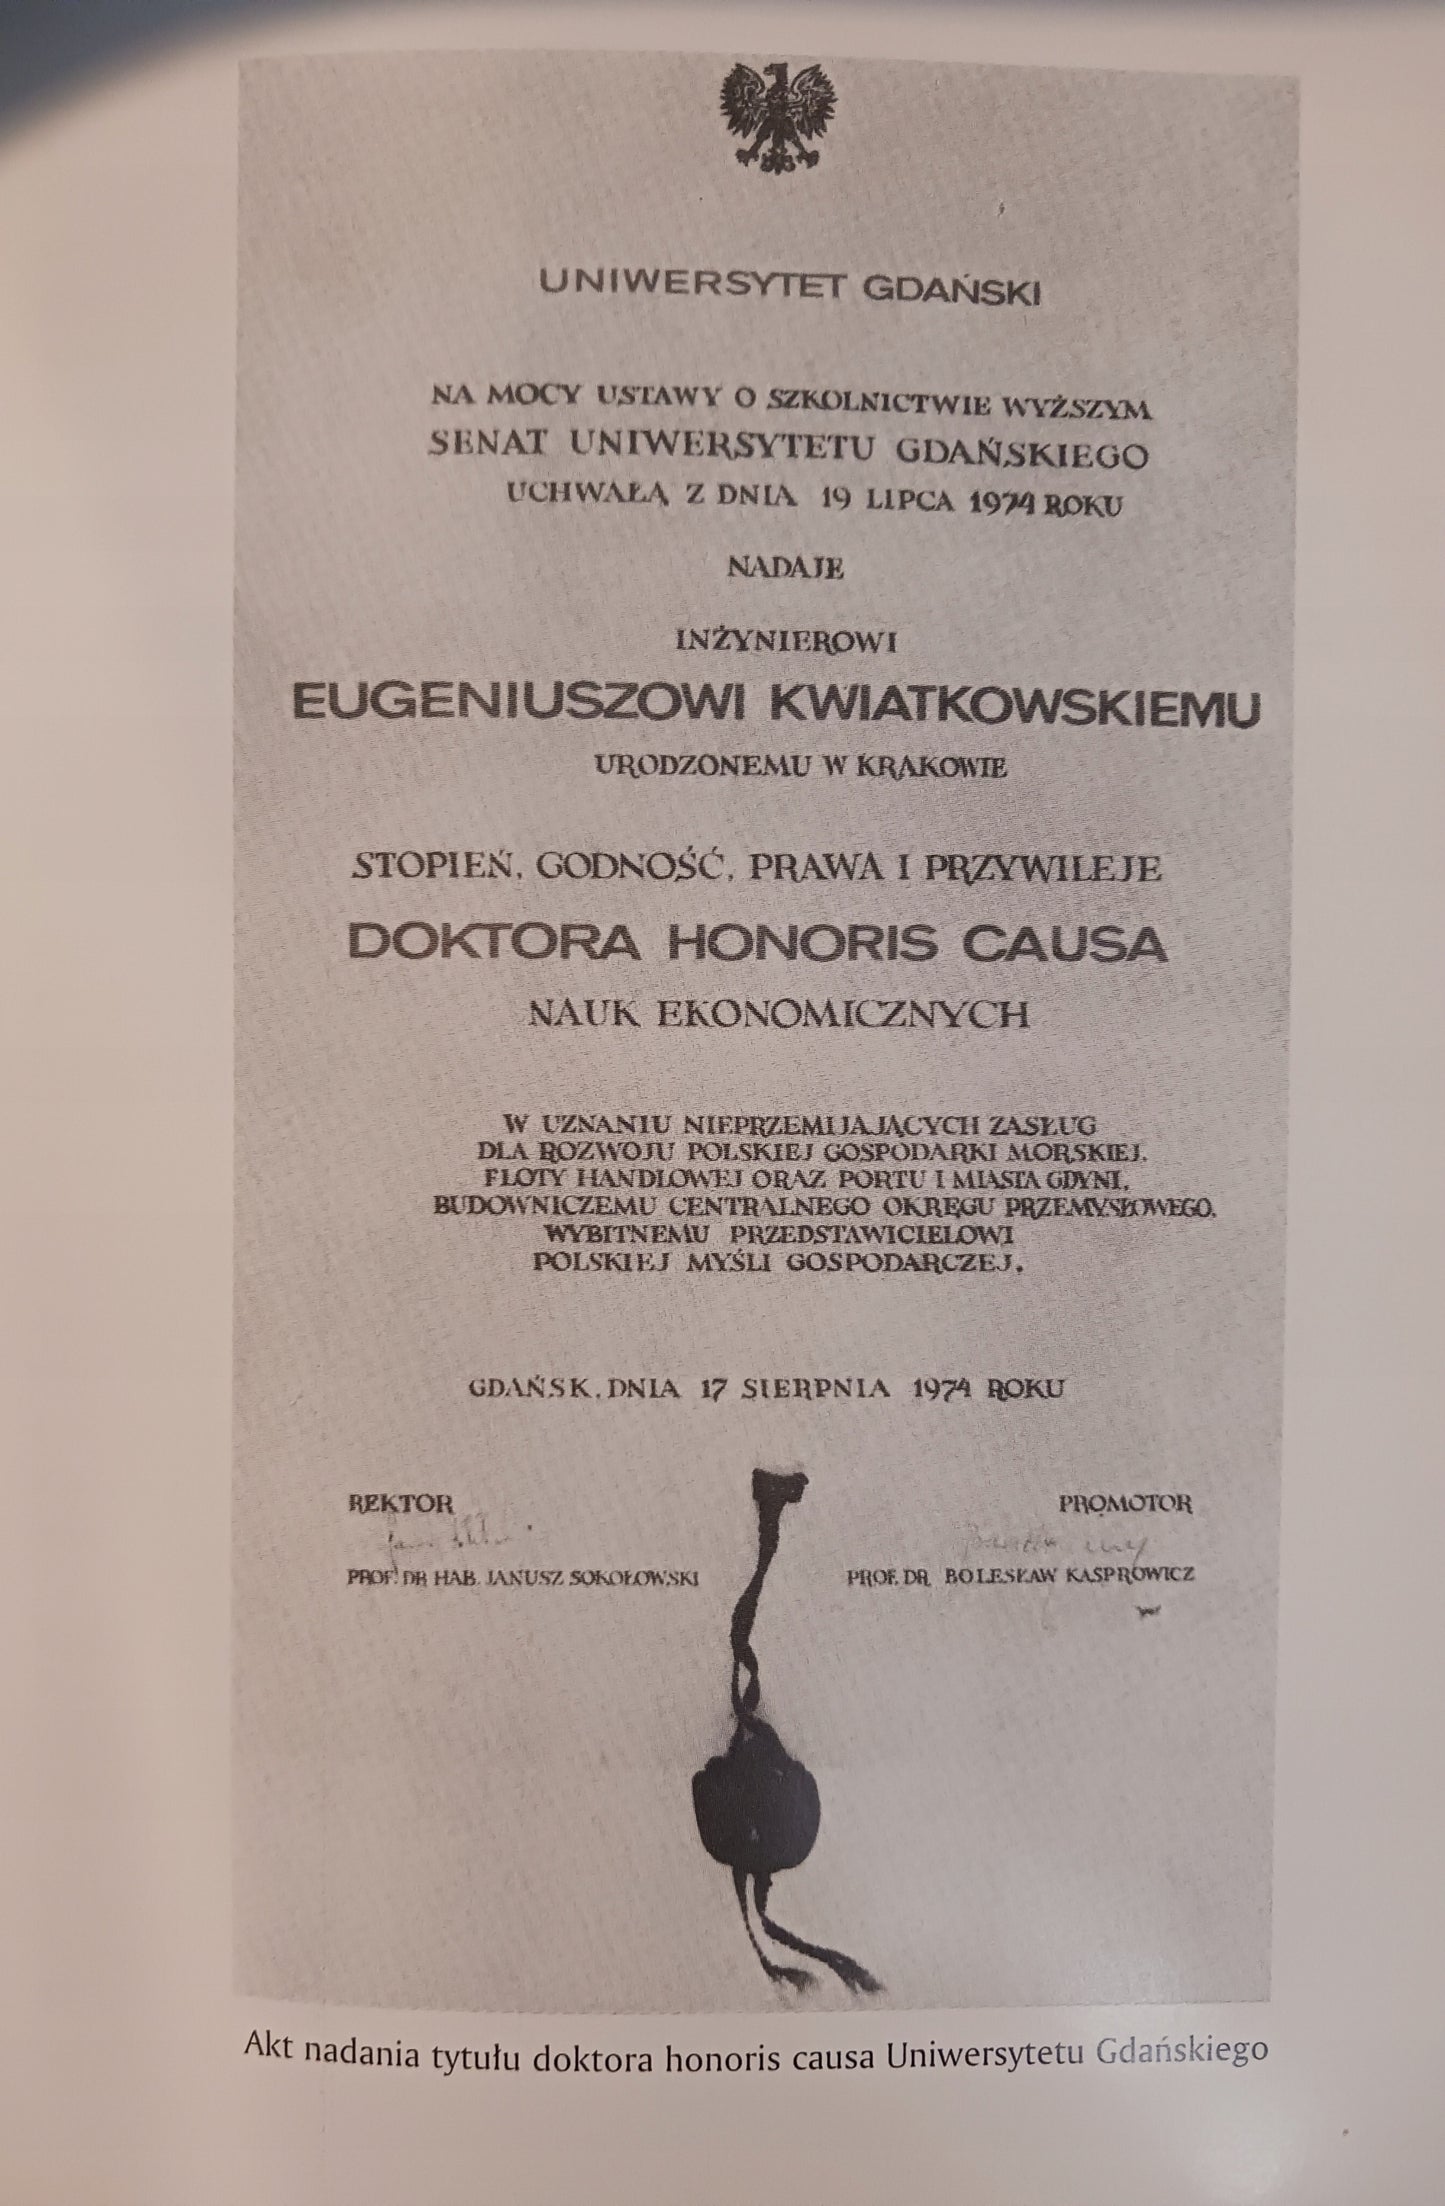 UNIWERSYTET GDAŃSKI
NA MOCY USTAWY O SZKOLNICTWIE WYŻSZYM
SENAT UNIWERSYTETU GDAŃSKIEGO
UCHWAŁĄ Z DNIA 19 LIPCA 1974 ROKU
NADAJE
INŻYNIEROWI
EUGENIUSZOWI KWIATKOWSKIEMU
URODZONEMU W KRAKOWIE
STOPIEŃ, GODNOŚĆ, PRAWA I PRZYWILEJE
DOKTORA HONORIS CAUSA
NAUK EKONOMICZNYCH
W UZNANIU NIEPRZEMIJAJĄCYCH ZASŁUG
DLA ROZWOJU POLSKIEJ GOSPODARKI MORSKIEJ,
FLOTY HANDLOWEJ ORAZ PORTU I MIASTA GDYNI,
BUDOWNICZEMU CENTRALNEGO OKRĘGU PRZEMYSŁOWEGO,
WYBITNEMU PRZEDSTAWICIELOWI
POLSKIEJ MYŚLI GOSPODARCZEJ.
GDAŃSK, DNIA 17 SIERPNIA 1974 ROKU
REKTOR
PROF. DR HAB. JANUSZ SOKOŁOWSKI
PROMOTOR
PROF. DR BOLESŁAW KASPROWICZ
Akt nadania tytułu doktora honoris causa Uniwersytetu Gdańskiego